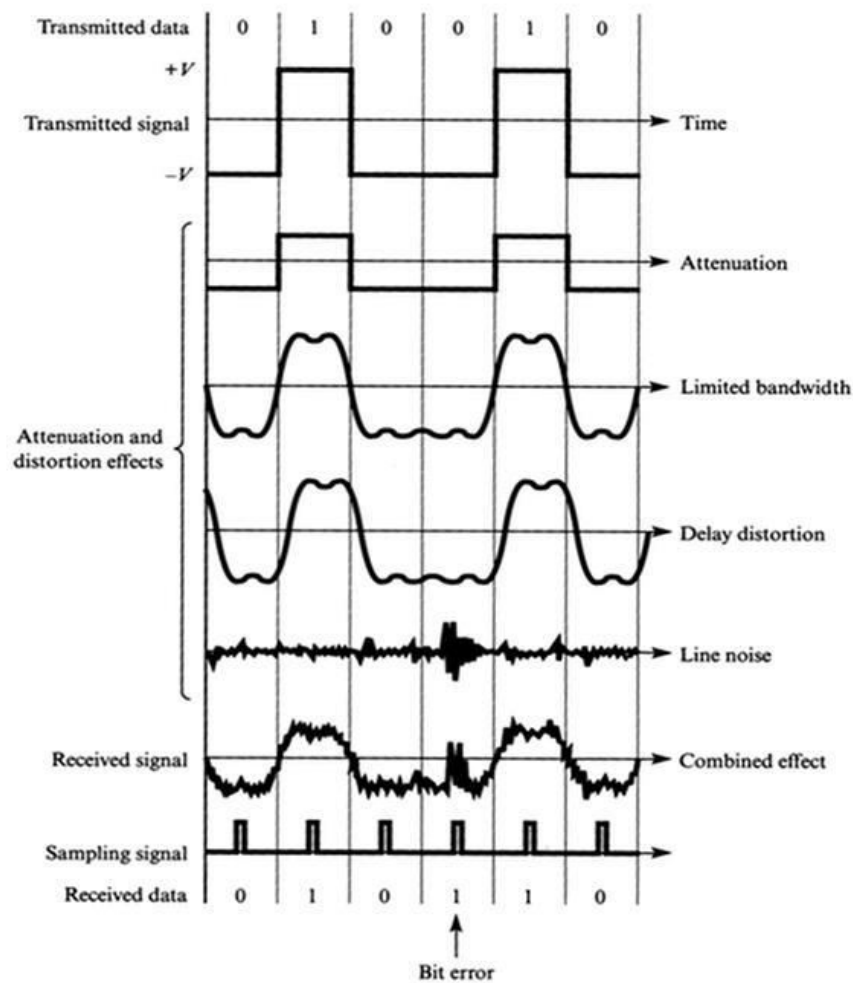 Transmitted data 0 1 0 0 1 0
+V
Transmitted signal Time
–V
Attenuation
Limited bandwidth
Attenuation and
distortion effects
Delay distortion
Line noise
Received signal Combined effect
Sampling signal
Received data 0 1 0 1 1 0
Bit error